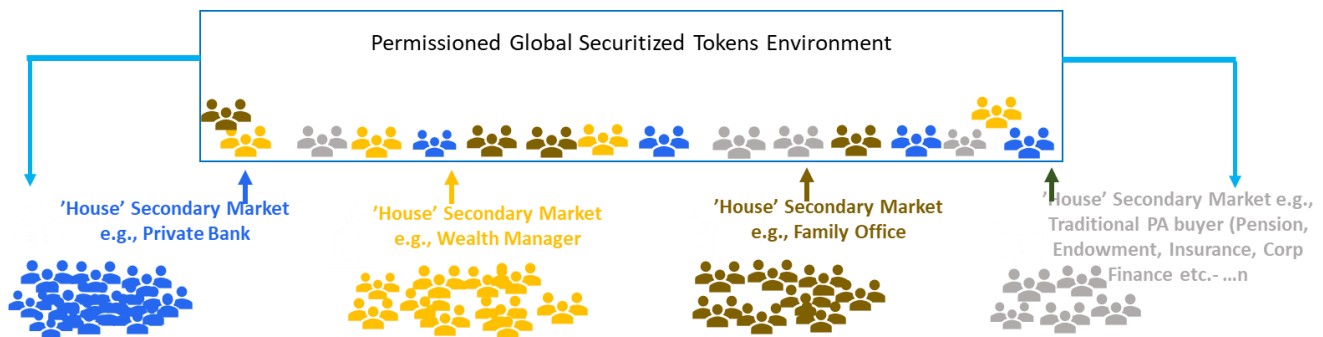 Permissioned Global Securitized Tokens Environment
’House’ Secondary Market
e.g., Private Bank
’House’ Secondary Market
e.g., Wealth Manager
’House’ Secondary Market
e.g., Family Office
’House’ Secondary Market e.g.,
Traditional PA buyer (Pension,
Endowment, Insurance, Corp
Finance etc.- ...n